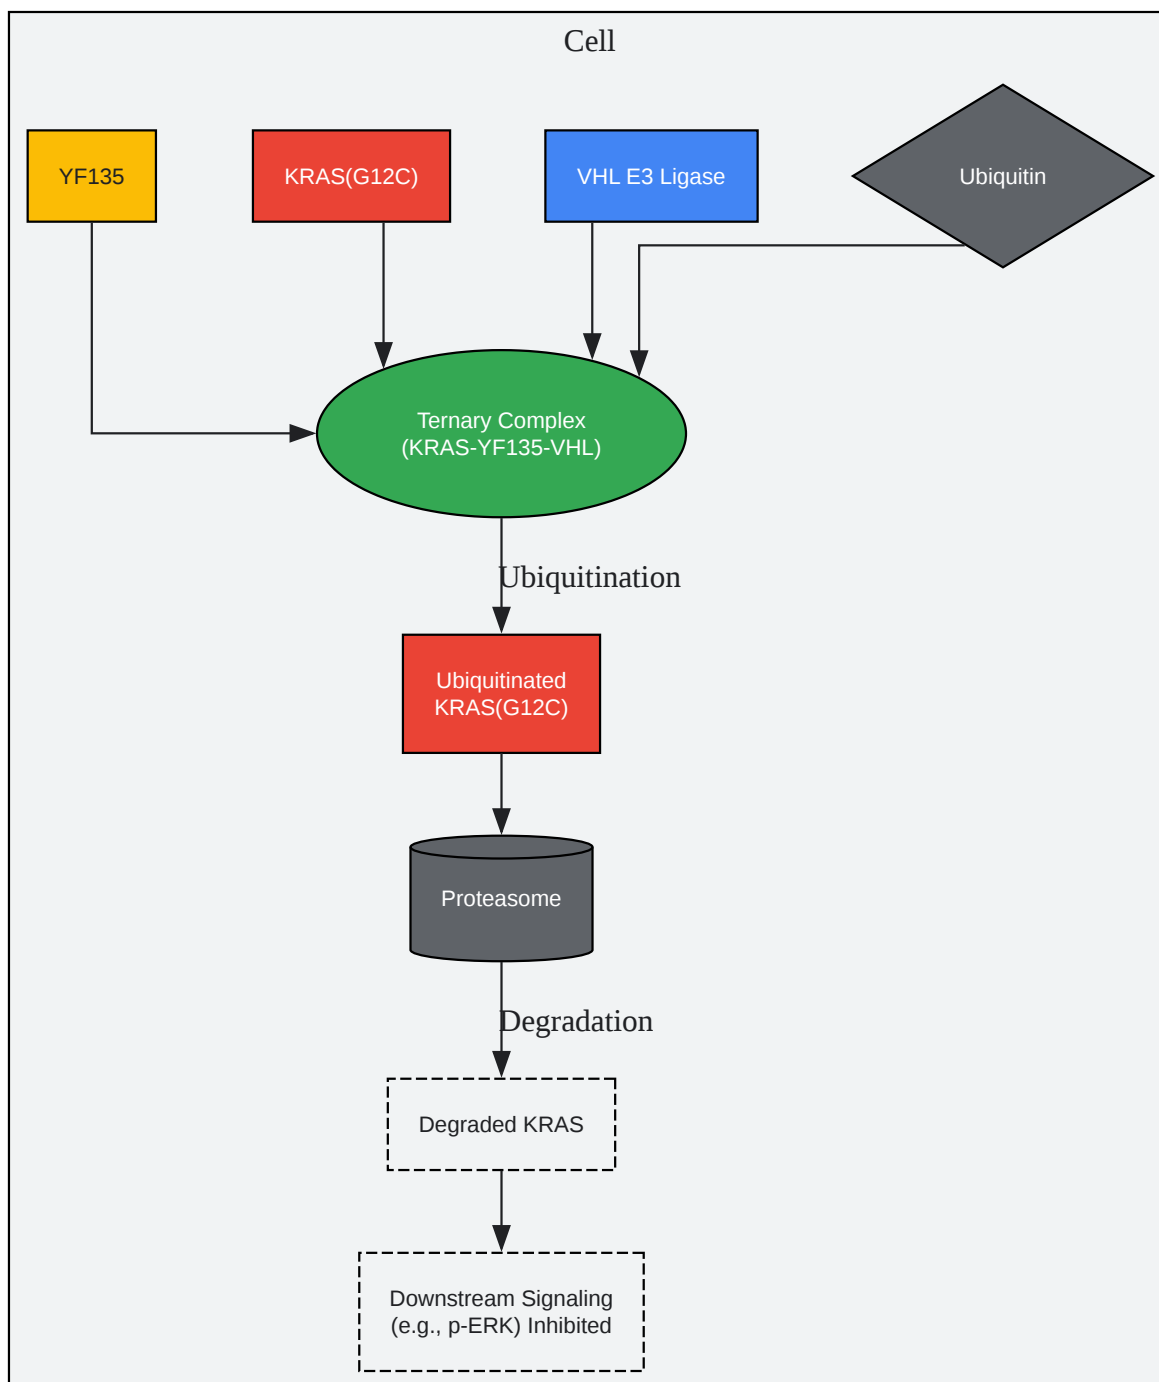 Cell
YF135
KRAS(G12C)
VHL E3 Ligase
Ubiquitin
Ternary Complex
(KRAS-YF135-VHL)
Ubiquitination
Ubiquitinated
KRAS(G12C)
Proteasome
Degradation
Degraded KRAS
Downstream Signaling
(e.g., p-ERK) Inhibited